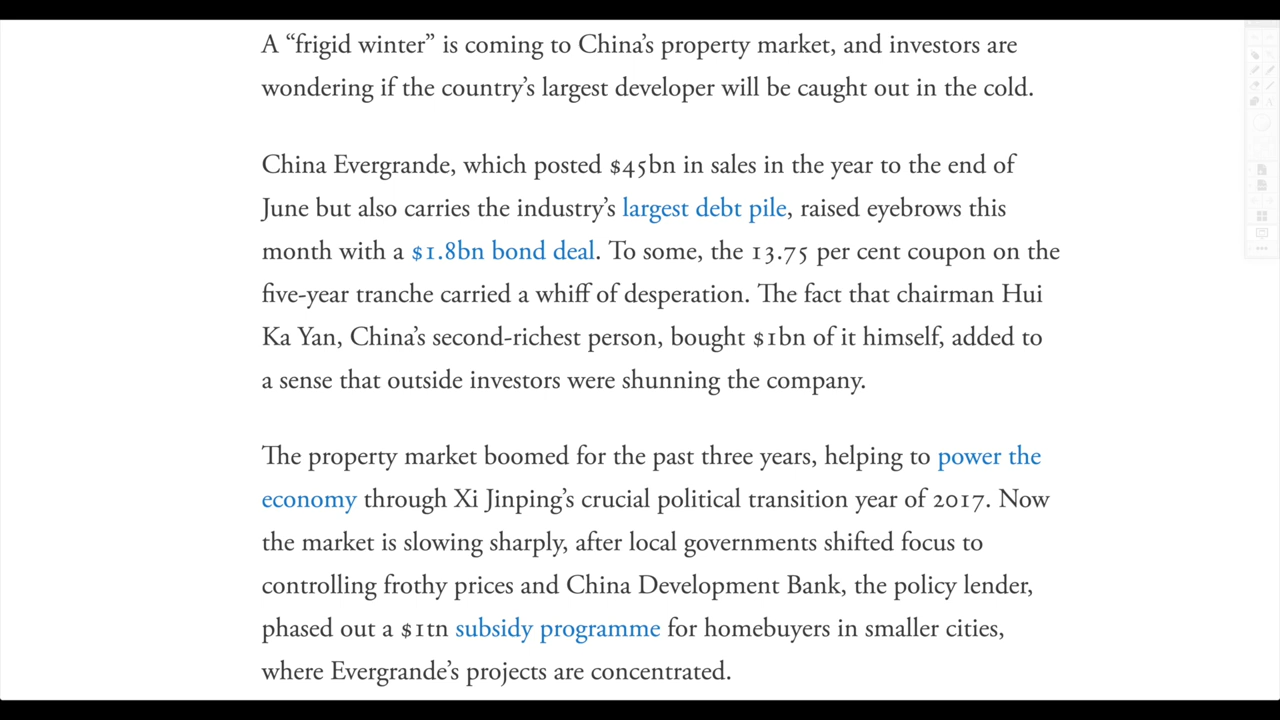 A “frigid winter” is coming to China’s property market, and investors are
wondering if the country’s largest developer will be caught out in the cold.
China Evergrande, which posted $45bn in sales in the year to the end of
June but also carries the industry’s largest debt pile, raised eyebrows this
month with a $1.8bn bond deal. To some, the 13.75 per cent coupon on the
five-year tranche carried a whiff of desperation. The fact that chairman Hui
Ka Yan, China’s second-richest person, bought $1bn of it himself, added to
a sense that outside investors were shunning the company.
The property market boomed for the past three years, helping to power the
economy through Xi Jinping’s crucial political transition year of 2017. Now
the market is slowing sharply, after local governments shifted focus to
controlling frothy prices and China Development Bank, the policy lender,
phased out a $1tn subsidy programme for homebuyers in smaller cities,
where Evergrande’s projects are concentrated.